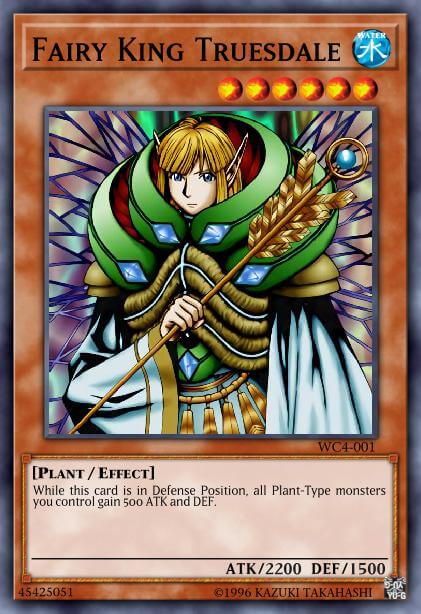 FAIRY KING TRUESDALE
WATER
水
WC4-001
[PLANT / EFFECT]
While this card is in Defense Position, all Plant-Type monsters
you control gain 500 ATK and DEF.
ATK/2200 DEF/1500
45425051
©1996 KAZUKI TAKAHASHI